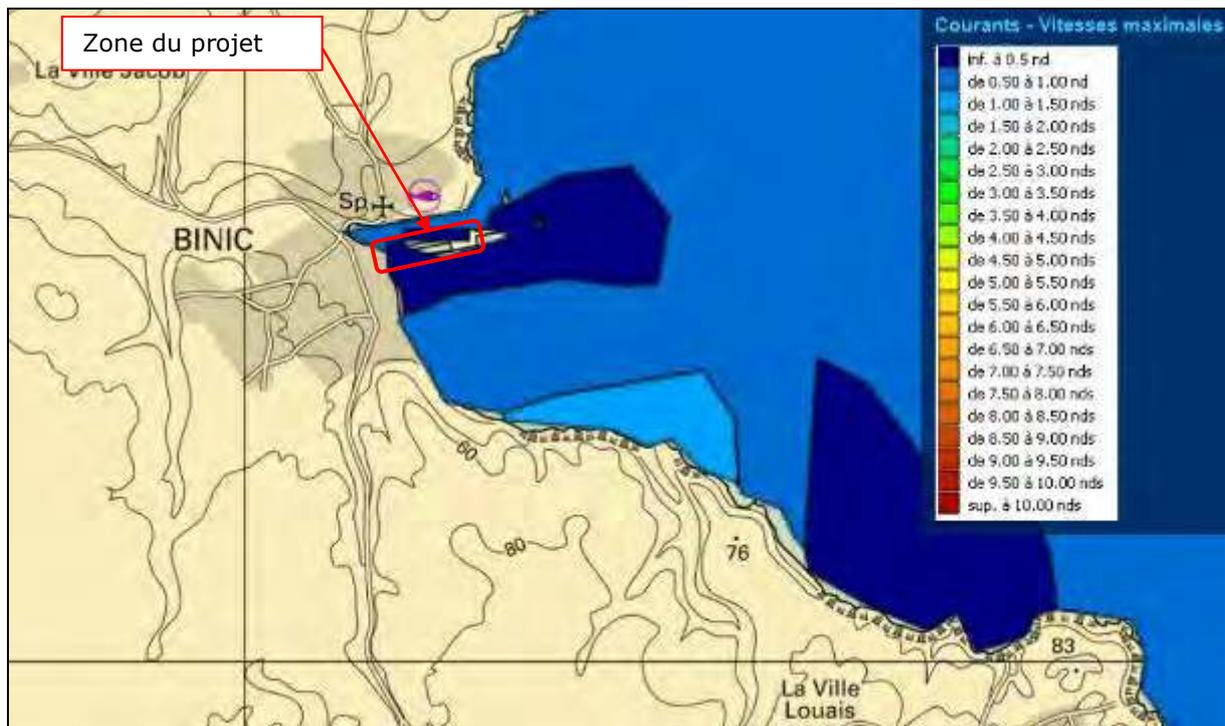 Zone du projet
La Ville Jacob
Sp
BINIC
60
80
76
83
La Ville
Louais
Courants - Vitesses maximales
inf. à 0.5 nd
de 0.50 à 1.00 nd
de 1.00 à 1.50 nds
de 1.50 à 2.00 nds
de 2.00 à 2.50 nds
de 2.50 à 3.00 nds
de 3.00 à 3.50 nds
de 3.50 à 4.00 nds
de 4.00 à 4.50 nds
de 4.50 à 5.00 nds
de 5.00 à 5.50 nds
de 5.50 à 6.00 nds
de 6.00 à 6.50 nds
de 6.50 à 7.00 nds
de 7.00 à 7.50 nds
de 7.50 à 8.00 nds
de 8.00 à 8.50 nds
de 8.50 à 9.00 nds
de 9.00 à 9.50 nds
de 9.50 à 10.00 nds
sup. à 10.00 nds